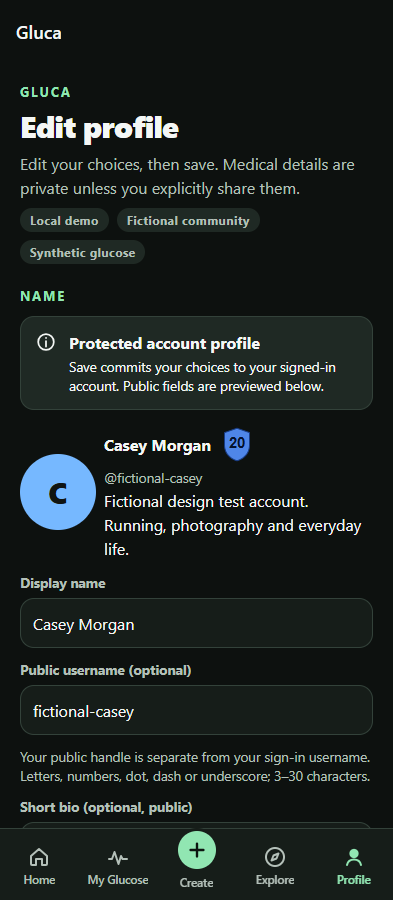 Gluca
GLUCA
Edit profile
Edit your choices, then save. Medical details are
private unless you explicitly share them.
Local demo
Fictional community
Synthetic glucose
NAME
Protected account profile
Save commits your choices to your signed-in
account. Public fields are previewed below.
C
Casey Morgan
20
@fictional-casey
Fictional design test account.
Running, photography and everyday
life.
Display name
Casey Morgan
Public username (optional)
fictional-casey
Your public handle is separate from your sign-in username.
Letters, numbers, dot, dash or underscore; 3–30 characters.
Short bio (optional, public)
Home
My Glucose
Create
Explore
Profile